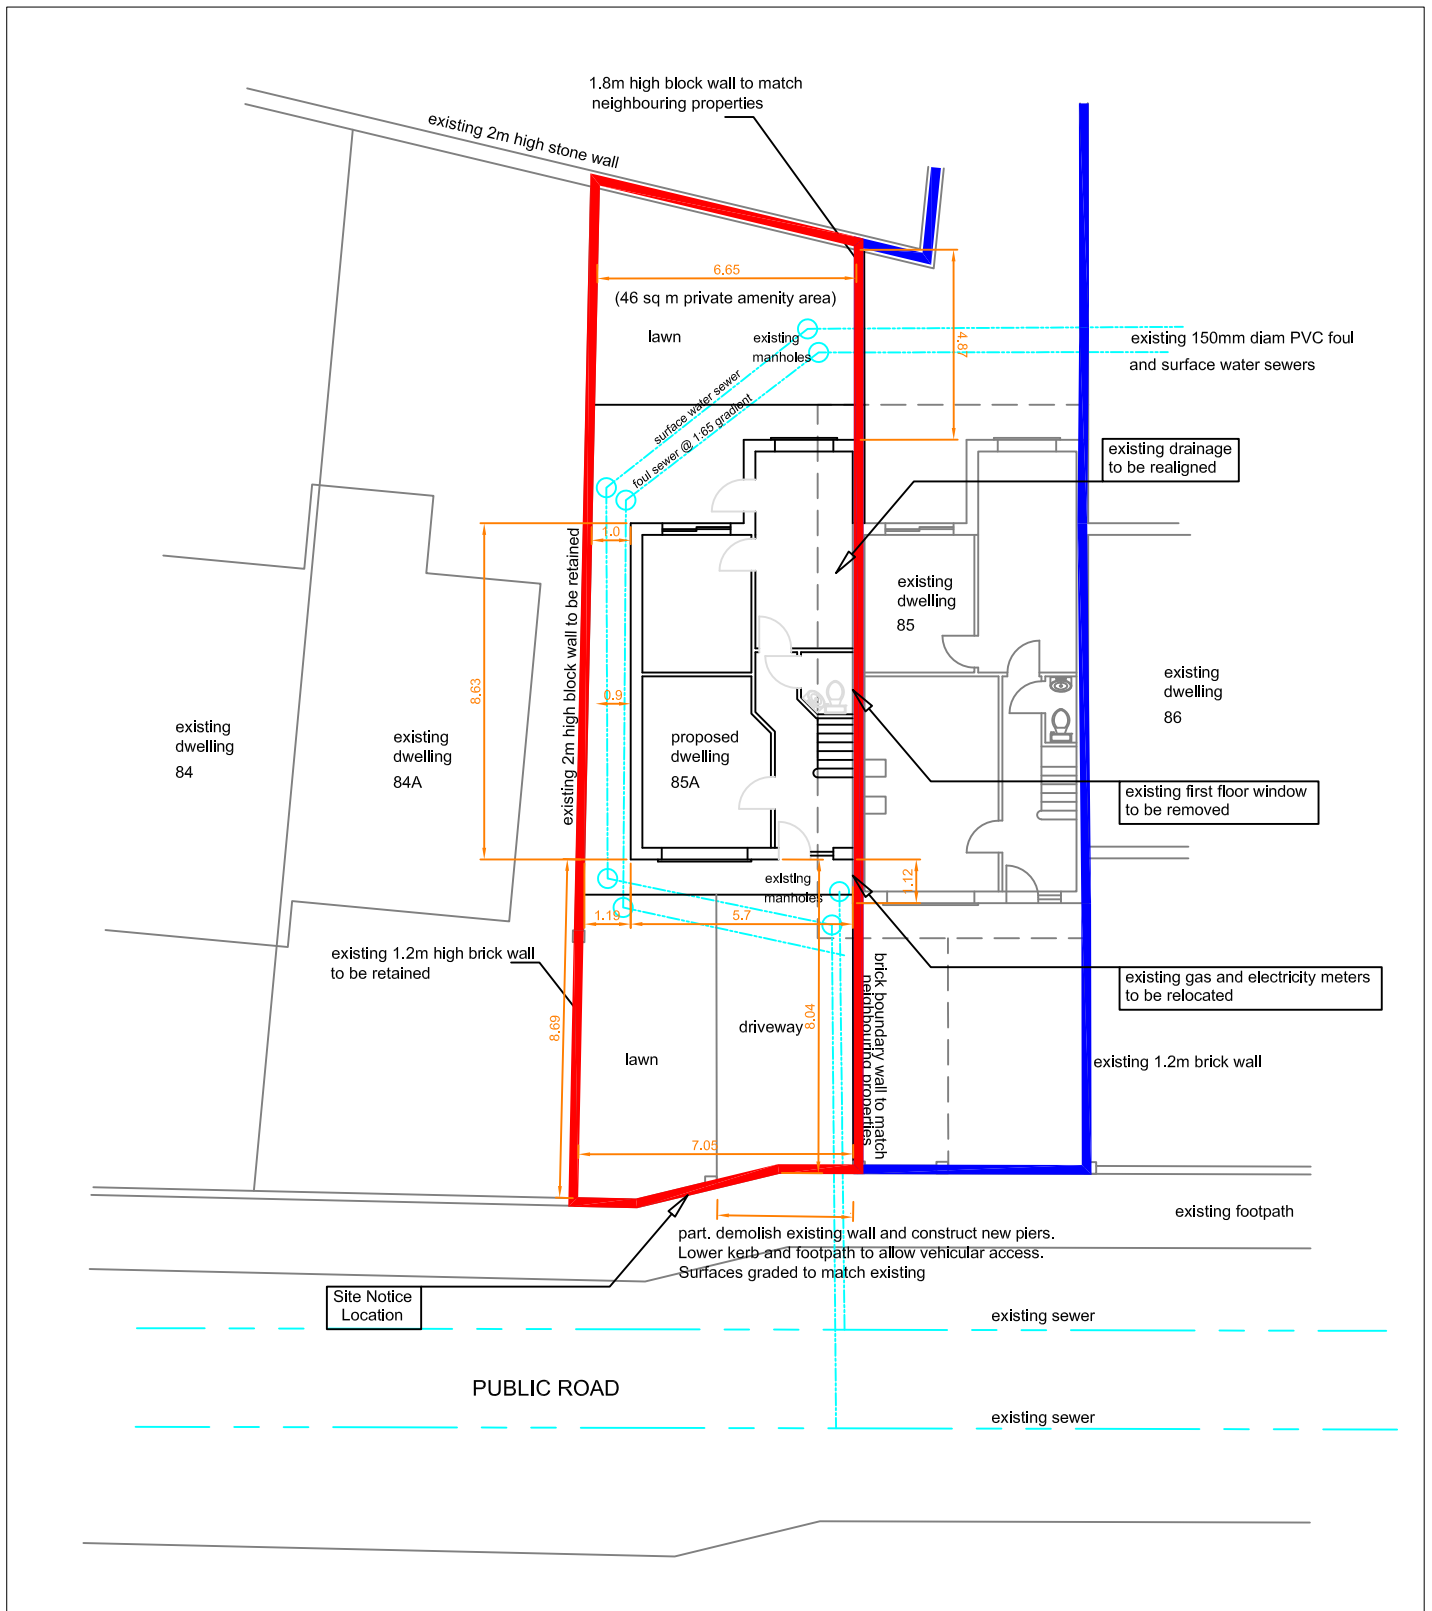 1.8m high block wall to match
neighbouring properties
existing 2m high stone wall
6.65
(46 sq m private amenity area)
lawn
existing
manholes
4.87
existing 150mm diam PVC foul
and surface water sewers
surface water sewer
foul sewer @ 1:65 gradient
existing drainage
to be realigned
1.0
existing 2m high block wall to be retained
8.63
0.9
existing
dwelling
84
existing
dwelling
84A
proposed
dwelling
85A
existing
dwelling
85
existing
dwelling
86
existing first floor window
to be removed
existing
manholes
1.12
1.19
5.7
existing 1.2m high brick wall
to be retained
existing gas and electricity meters
to be relocated
8.69
8.04
driveway
lawn
brick boundary wall to match
neighbouring properties
existing 1.2m brick wall
7.05
existing footpath
part. demolish existing wall and construct new piers.
Lower kerb and footpath to allow vehicular access.
Surfaces graded to match existing
Site Notice
Location
existing sewer
PUBLIC ROAD
existing sewer